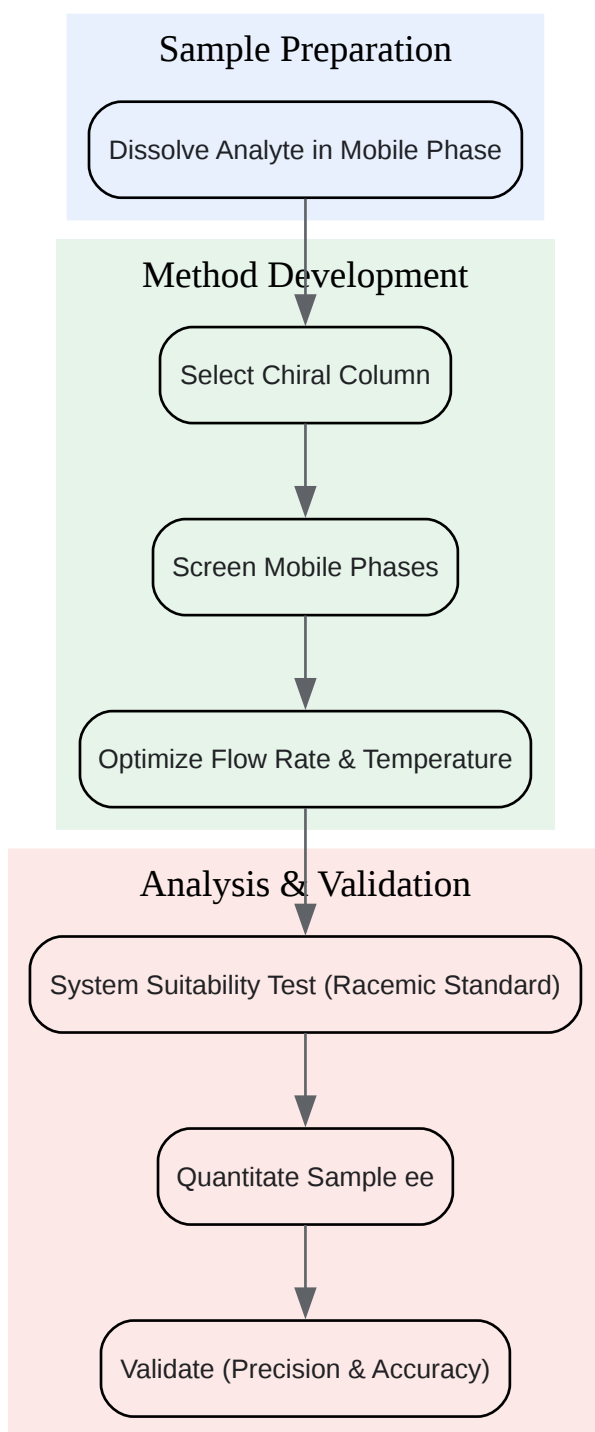 Sample Preparation
Dissolve Analyte in Mobile Phase
Method Development
Select Chiral Column
Screen Mobile Phases
Optimize Flow Rate & Temperature
Analysis & Validation
System Suitability Test (Racemic Standard)
Quantitate Sample ee
Validate (Precision & Accuracy)